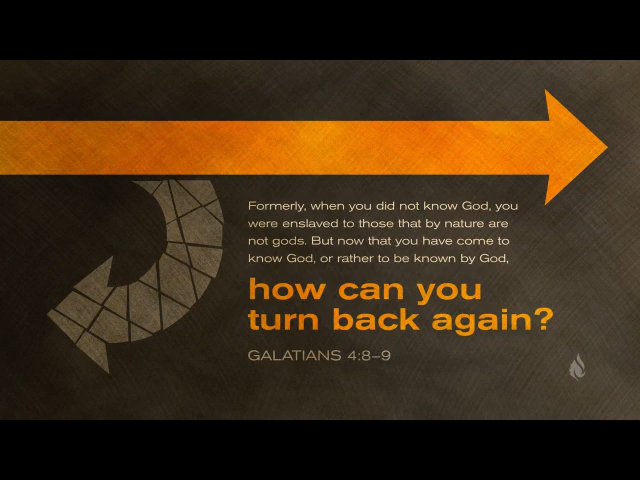 Formerly, when you did not know God, you
were enslaved to those that by nature are
not gods. But now that you have come to
know God, or rather to be known by God,
how can you
turn back again?
GALATIANS 4:8–9